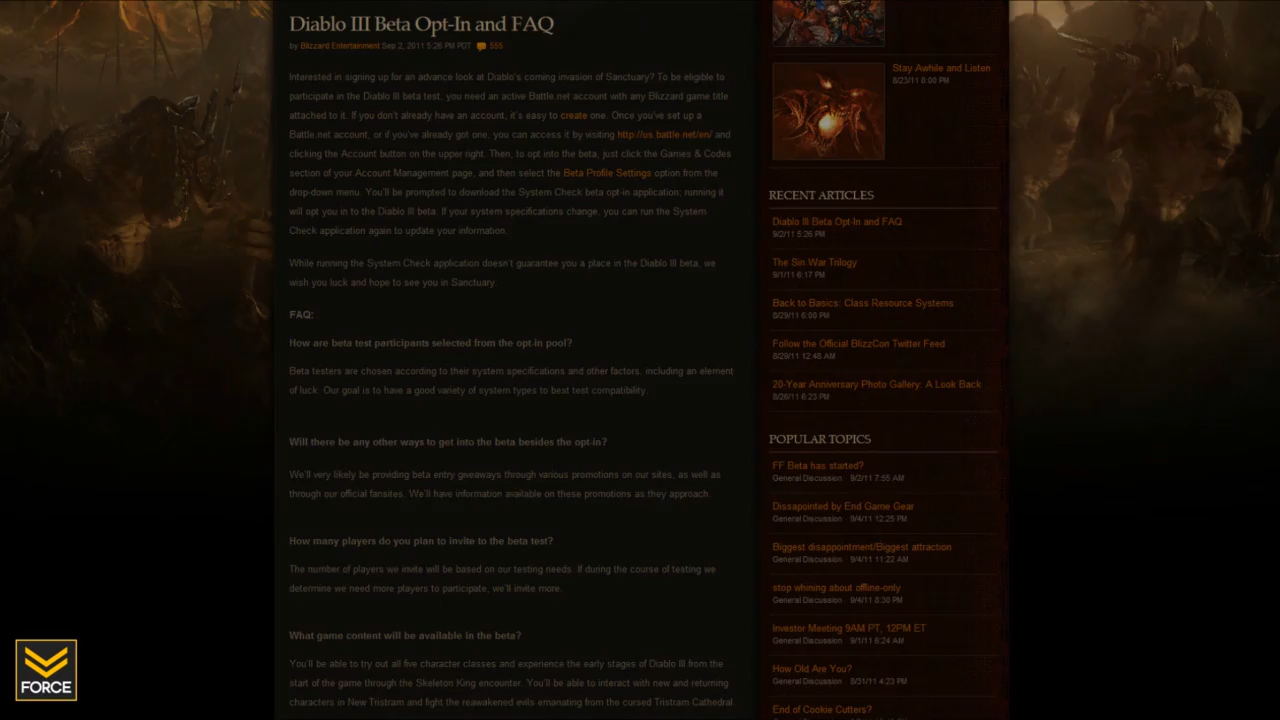 Diablo III Beta Opt-In and FAQ
by Blizzard Entertainment Sep 2, 2011 5:26 PM PDT 555
Interested in signing up for an advance look at Diablo's coming invasion of Sanctuary? To be eligible to
participate in the Diablo III beta test, you need an active Battle.net account with any Blizzard game title
attached to it. If you don't already have an account, it's easy to create one. Once you've set up a
Battle.net account, or if you've already got one, you can access it by visiting http://us.battle.net/en/ and
clicking the Account button on the upper right. Then, to opt into the beta, just click the Games & Codes
section of your Account Management page, and then select the Beta Profile Settings option from the
drop-down menu. You'll be prompted to download the System Check beta opt-in application; running it
will opt you in to the Diablo III beta. If your system specifications change, you can run the System
Check application again to update your information.
While running the System Check application doesn't guarantee you a place in the Diablo III beta, we
wish you luck and hope to see you in Sanctuary.
FAQ:
How are beta test participants selected from the opt-in pool?
Beta testers are chosen according to their system specifications and other factors, including an element
of luck. Our goal is to have a good variety of system types to best test compatibility.
Will there be any other ways to get into the beta besides the opt-in?
We'll very likely be providing beta entry giveaways through various promotions on our sites, as well as
through our official fansites. We'll have information available on these promotions as they approach.
How many players do you plan to invite to the beta test?
The number of players we invite will be based on our testing needs. If during the course of testing we
determine we need more players to participate, we'll invite more.
What game content will be available in the beta?
You'll be able to try out all five character classes and experience the early stages of Diablo III from the
start of the game through the Skeleton King encounter. You'll be able to interact with new and returning
characters in New Tristram and fight the reawakened evils emanating from the cursed Tristram Cathedral
Stay Awhile and Listen
8/23/11 8:00 PM
RECENT ARTICLES
Diablo III Beta Opt-In and FAQ
9/2/11 5:26 PM
The Sin War Trilogy
9/1/11 6:17 PM
Back to Basics: Class Resource Systems
8/29/11 6:08 PM
Follow the Official BlizzCon Twitter Feed
8/29/11 12:48 AM
20-Year Anniversary Photo Gallery: A Look Back
8/26/11 6:23 PM
POPULAR TOPICS
FF Beta has started?
General Discussion 9/2/11 7:55 AM
Dissapointed by End Game Gear
General Discussion 9/4/11 12:25 PM
Biggest disappointment/Biggest attraction
General Discussion 9/4/11 11:22 AM
stop whining about offline-only
General Discussion 9/4/11 8:30 PM
Investor Meeting 9AM PT, 12PM ET
General Discussion 9/1/11 6:24 AM
How Old Are You?
General Discussion 8/31/11 4:23 PM
End of Cookie Cutters?
FORCE